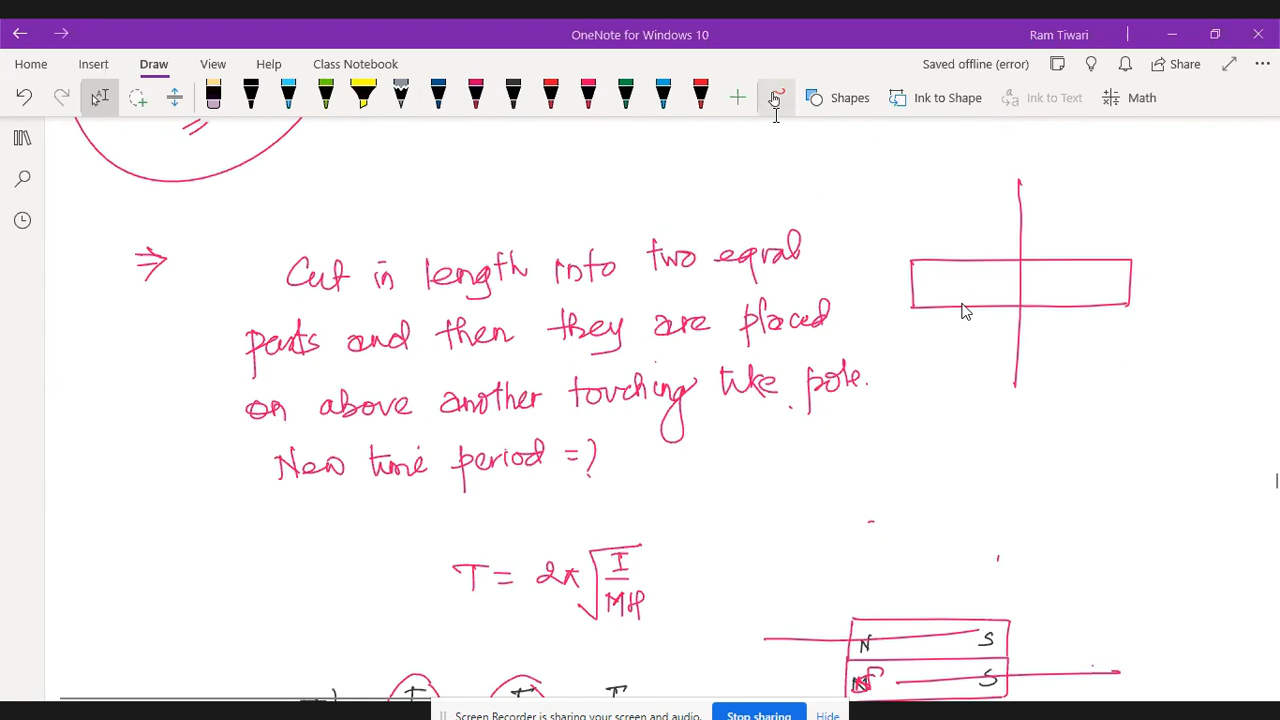 OneNote for Windows 10
Ram Tiwari
Home Insert Draw View Help Class Notebook
Saved offline (error)
Share
Shapes
Ink to Shape
Ink to Text
Math
⇒ Cut in length into two equal
parts and then they are placed
on above another touching like pole.
New time period = ?
T = 2π√(I/MH)
N S
S
Screen Recorder is sharing your screen and audio.
Stop sharing
Hide